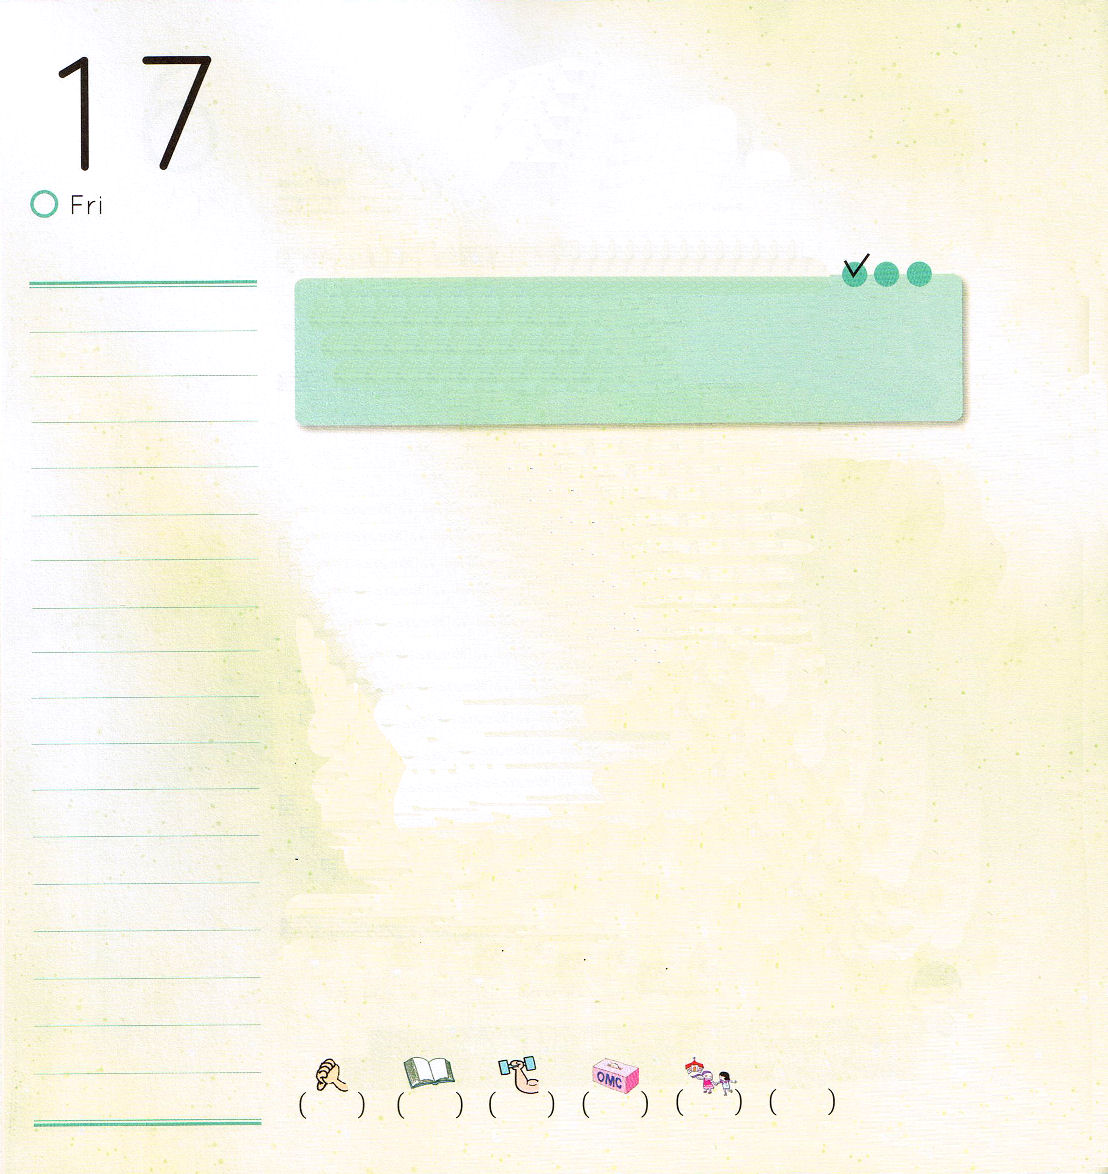 17
Fri
OMC
( ) ( ) ( ) ( ) ( ) ( )